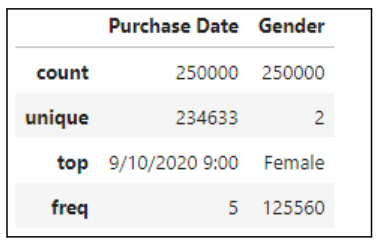 Purchase Date Gender
count 250000 250000
unique 234633 2
top 9/10/2020 9:00 Female
freq 5 125560